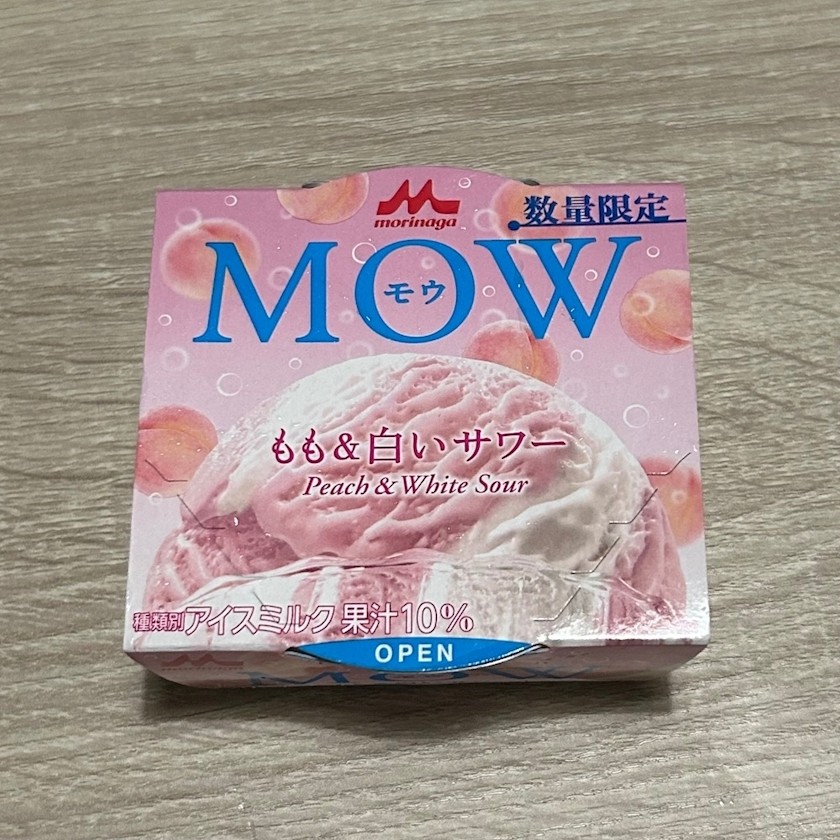 morinaga
数量限定
MOW
モウ
もも&白いサワー
Peach & White Sour
種類別アイスミルク 果汁10%
OPEN